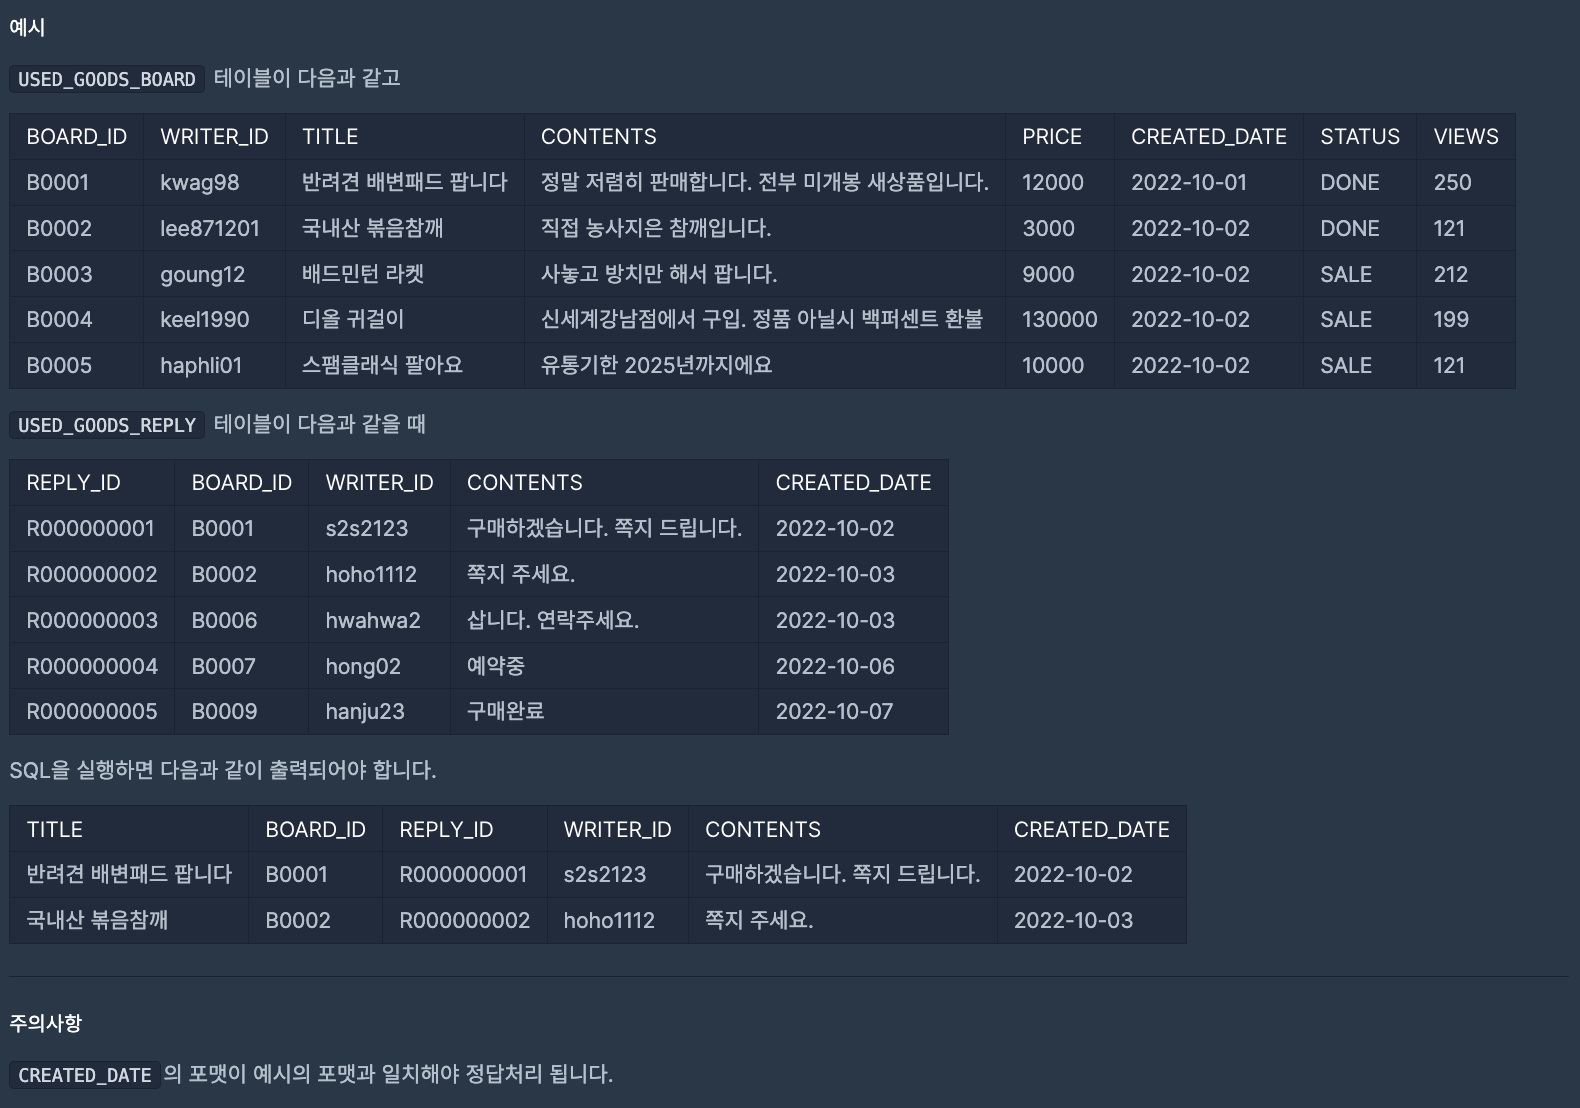 예시
USED_GOODS_BOARD 테이블이 다음과 같고
BOARD_ID WRITER_ID TITLE CONTENTS PRICE CREATED_DATE STATUS VIEWS
B0001 kwag98 반려견 배변패드 팝니다 정말 저렴히 판매합니다. 전부 미개봉 새상품입니다. 12000 2022-10-01 DONE 250
B0002 lee871201 국내산 볶음참깨 직접 농사지은 참깨입니다. 3000 2022-10-02 DONE 121
B0003 goung12 배드민턴 라켓 사놓고 방치만 해서 팝니다. 9000 2022-10-02 SALE 212
B0004 keel1990 디올 귀걸이 신세계강남점에서 구입. 정품 아닐시 백퍼센트 환불 130000 2022-10-02 SALE 199
B0005 haphli01 스팸클래식 팔아요 유통기한 2025년까지에요 10000 2022-10-02 SALE 121
USED_GOODS_REPLY 테이블이 다음과 같을 때
REPLY_ID BOARD_ID WRITER_ID CONTENTS CREATED_DATE
R000000001 B0001 s2s2123 구매하겠습니다. 쪽지 드립니다. 2022-10-02
R000000002 B0002 hoho1112 쪽지 주세요. 2022-10-03
R000000003 B0006 hwahwa2 삽니다. 연락주세요. 2022-10-03
R000000004 B0007 hong02 예약중 2022-10-06
R000000005 B0009 hanju23 구매완료 2022-10-07
SQL을 실행하면 다음과 같이 출력되어야 합니다.
TITLE BOARD_ID REPLY_ID WRITER_ID CONTENTS CREATED_DATE
반려견 배변패드 팝니다 B0001 R000000001 s2s2123 구매하겠습니다. 쪽지 드립니다. 2022-10-02
국내산 볶음참깨 B0002 R000000002 hoho1112 쪽지 주세요. 2022-10-03
주의사항
CREATED_DATE의 포맷이 예시의 포맷과 일치해야 정답처리 됩니다.